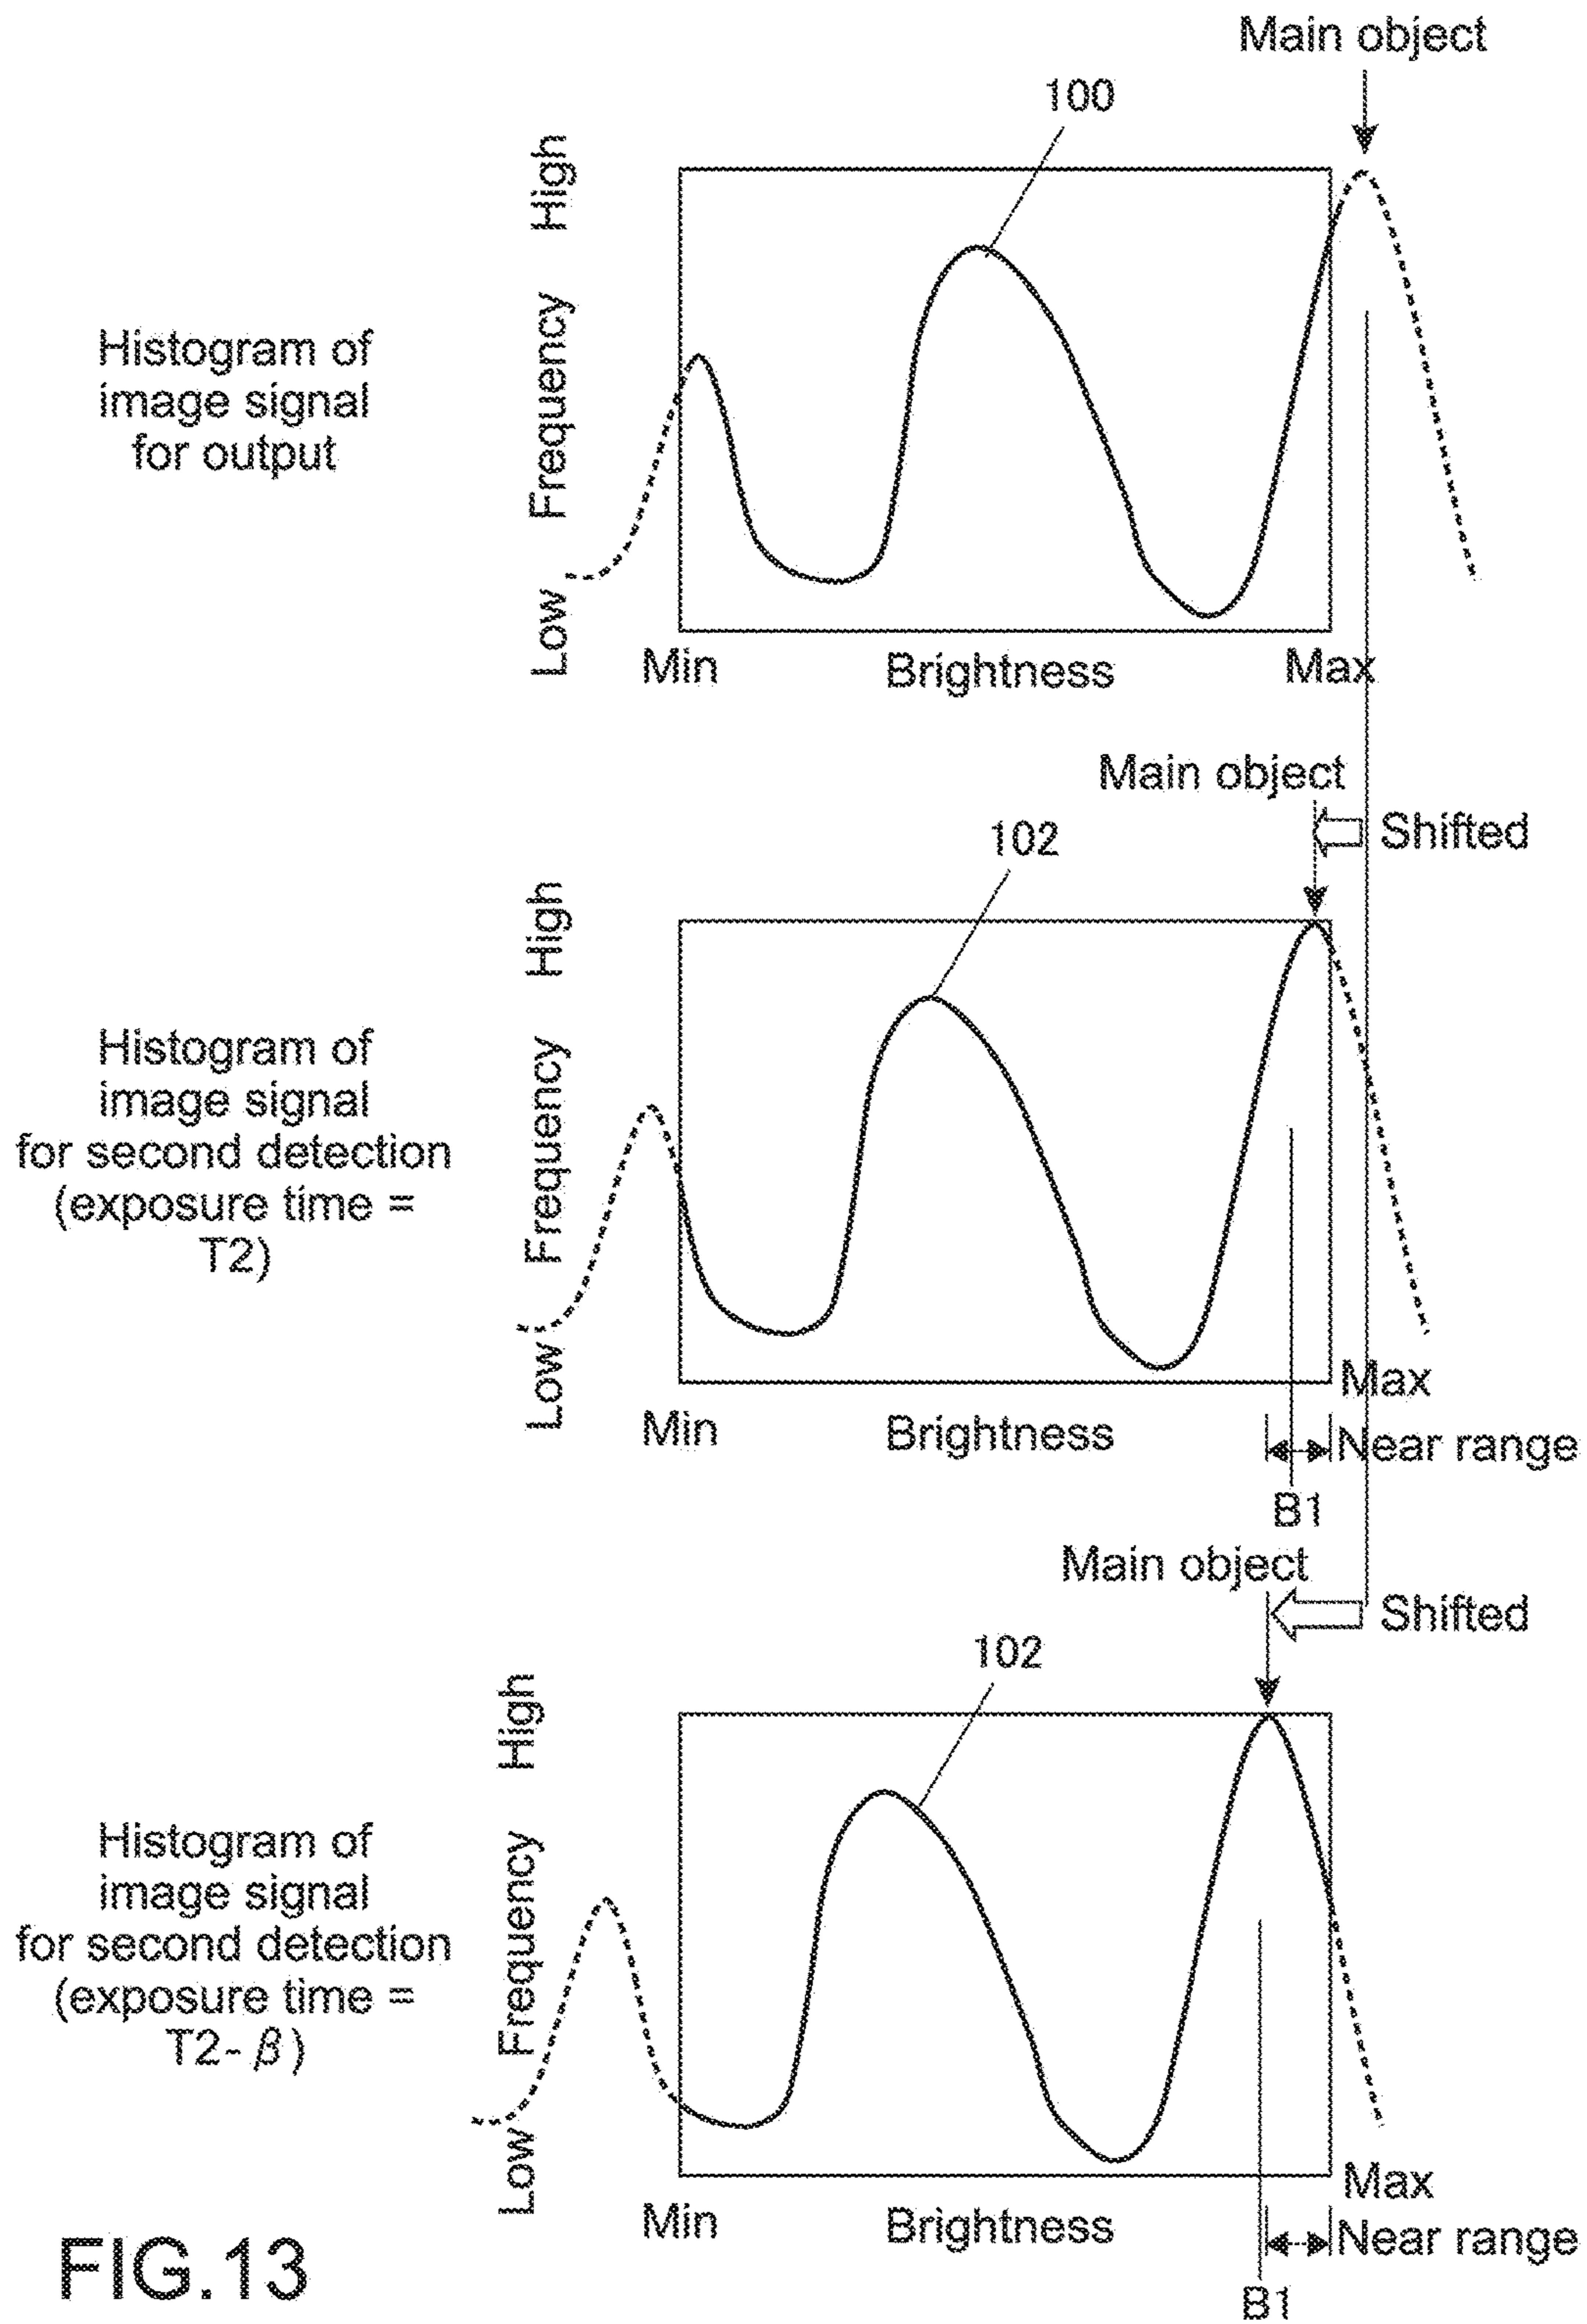 Main object
100
High
Frequency
Low
Histogram of
image signal
for output
Min
Brightness
Max
Main object
Shifted
102
High
Frequency
Low
Histogram of
image signal
for second detection
(exposure time =
T2)
Max
Min
Brightness
Near range
B1
Main object
Shifted
102
High
Frequency
Low
Histogram of
image signal
for second detection
(exposure time =
T2- β)
Max
Min
Brightness
Near range
B1
FIG.13